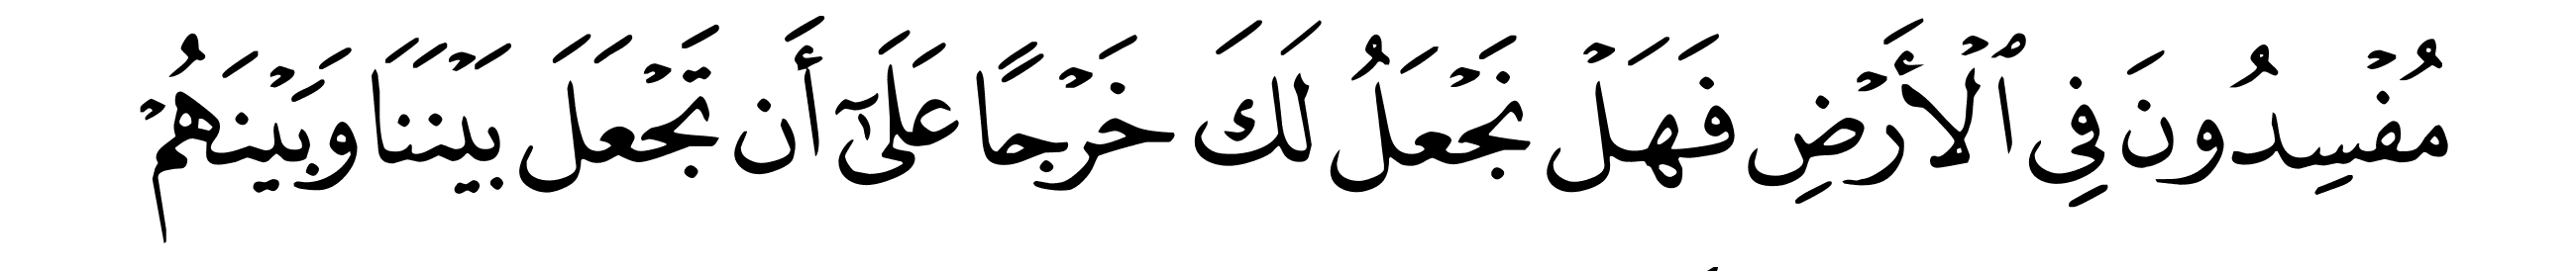 مُفْسِدُونَ فِي ٱلْأَرْضِ فَهَلْ نَجْعَلُ لَكَ خَرْجًا عَلَىٰٓ أَن تَجْعَلَ بَيْنَنَا وَبَيْنَهُمْ